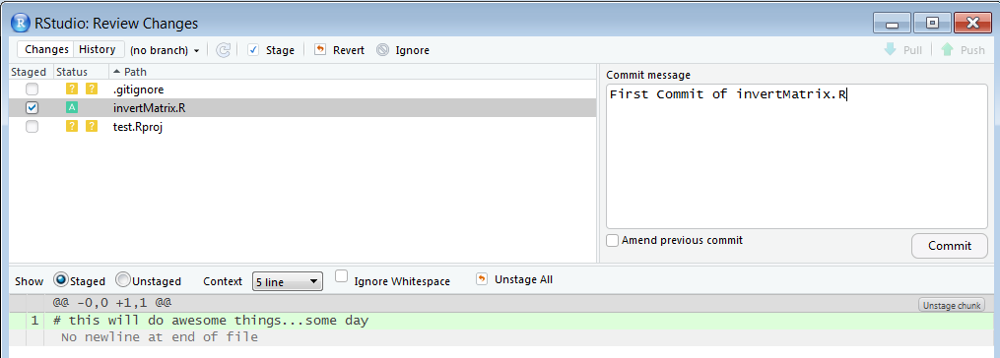 R RStudio: Review Changes
Changes History (no branch) Stage Revert Ignore Pull Push
Staged Status Path
? ? .gitignore
A invertMatrix.R
? ? test.Rproj
Commit message
First Commit of invertMatrix.R
Amend previous commit
Commit
Show Staged Unstaged Context 5 line Ignore Whitespace Unstage All
@@ -0,0 +1,1 @@ Unstage chunk
1 # this will do awesome things...some day
No newline at end of file